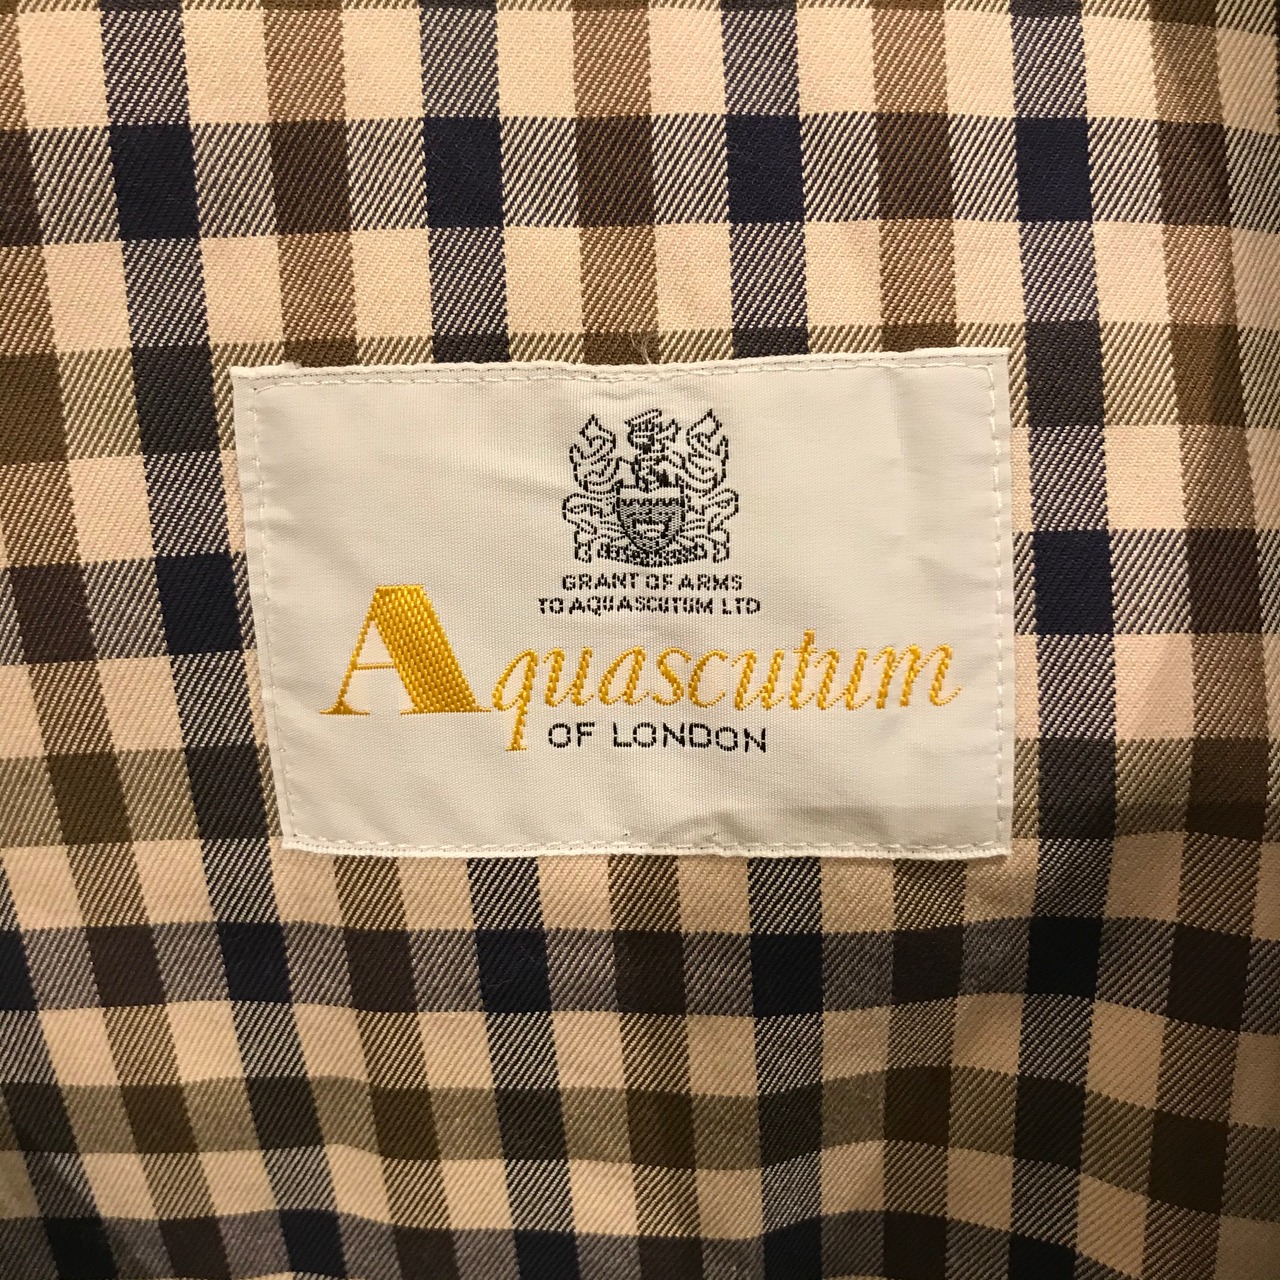 GRANT OF ARMS
TO AQUASCUTUM LTD
Aquascutum
OF LONDON